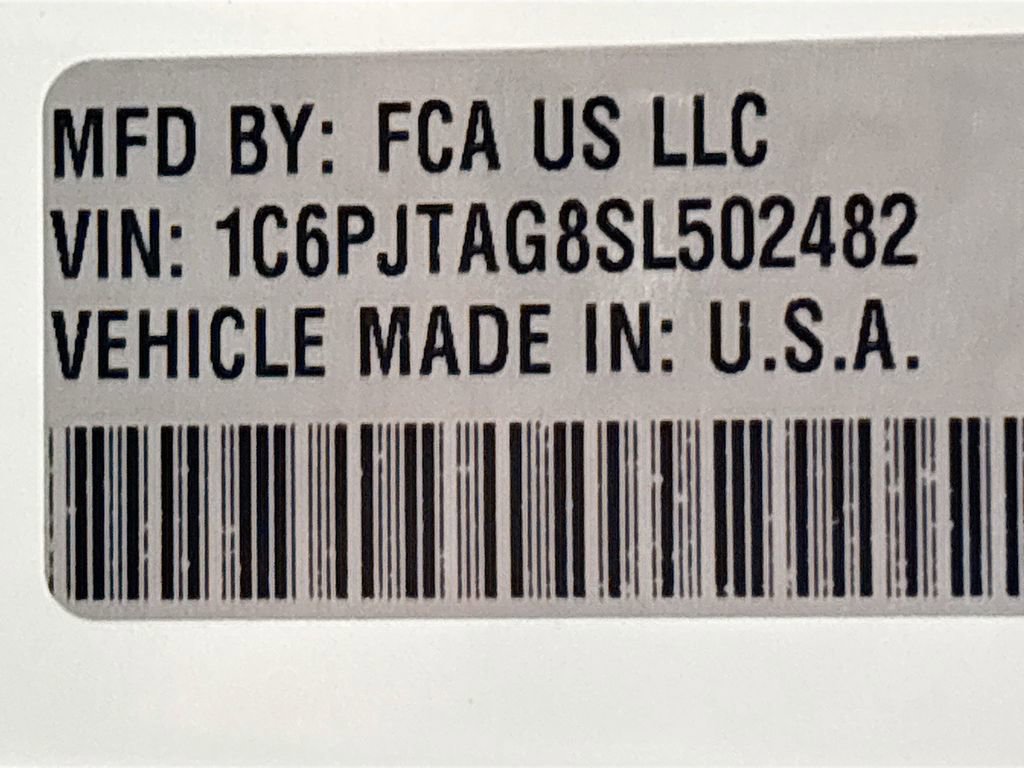 MFD BY: FCA US LLC
VIN: 1C6PJTAG8SL502482
VEHICLE MADE IN: U.S.A.